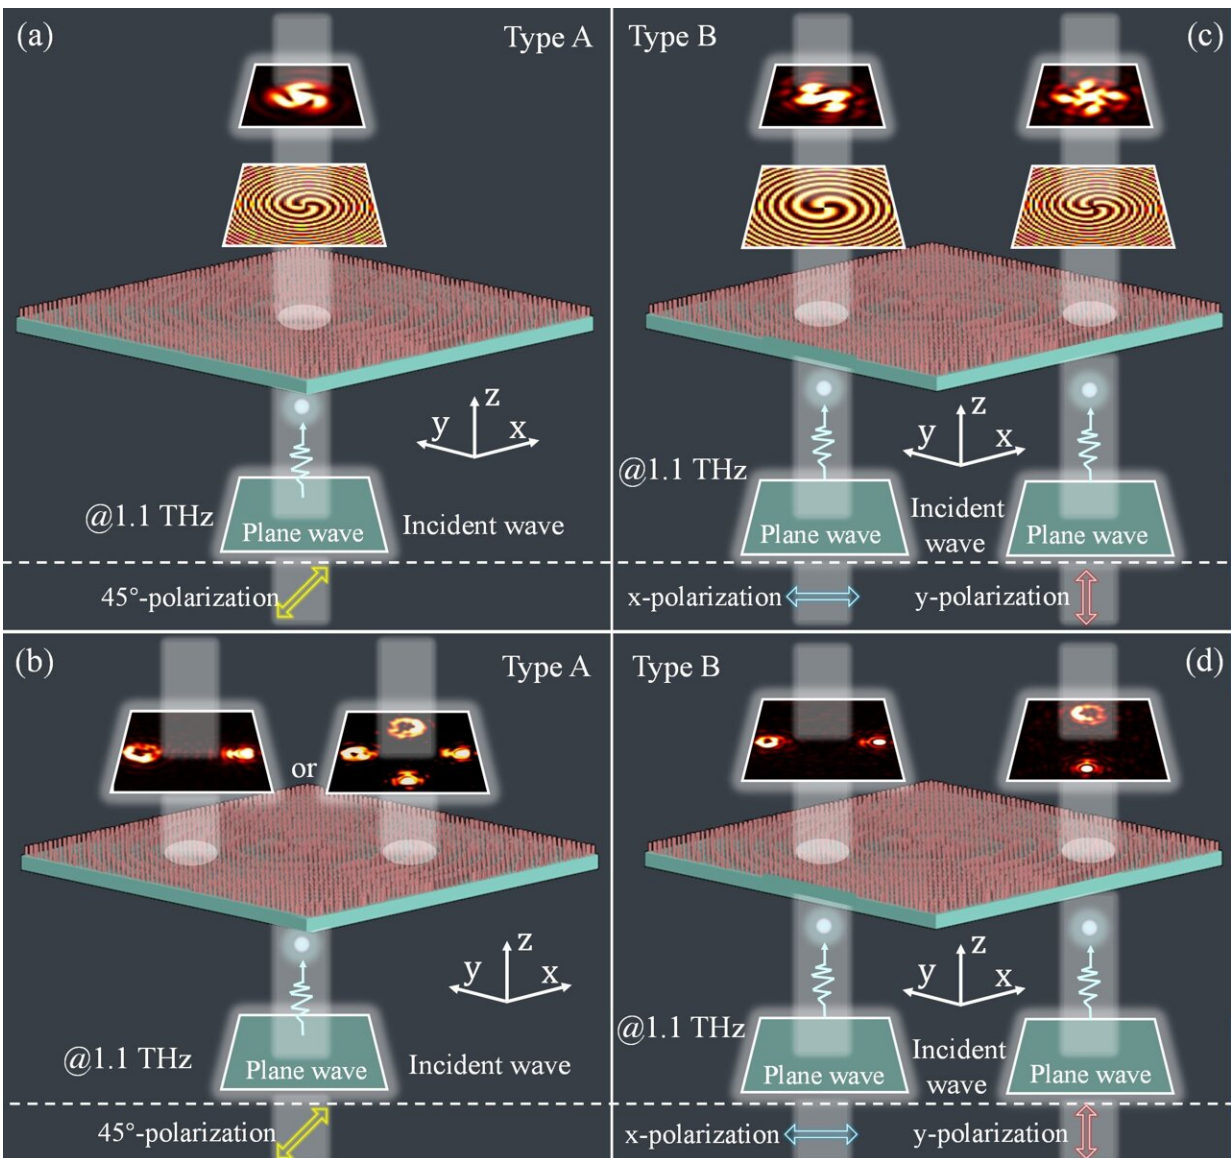 (a)
Type A
z
y
x
@1.1 THz
Plane wave
Incident wave
45°-polarization
Type B
(c)
z
y
x
@1.1 THz
Plane wave
Incident
wave
Plane wave
x-polarization
y-polarization
(b)
Type A
or
z
y
x
@1.1 THz
Plane wave
Incident wave
45°-polarization
Type B
(d)
z
y
x
@1.1 THz
Plane wave
Incident
wave
Plane wave
x-polarization
y-polarization